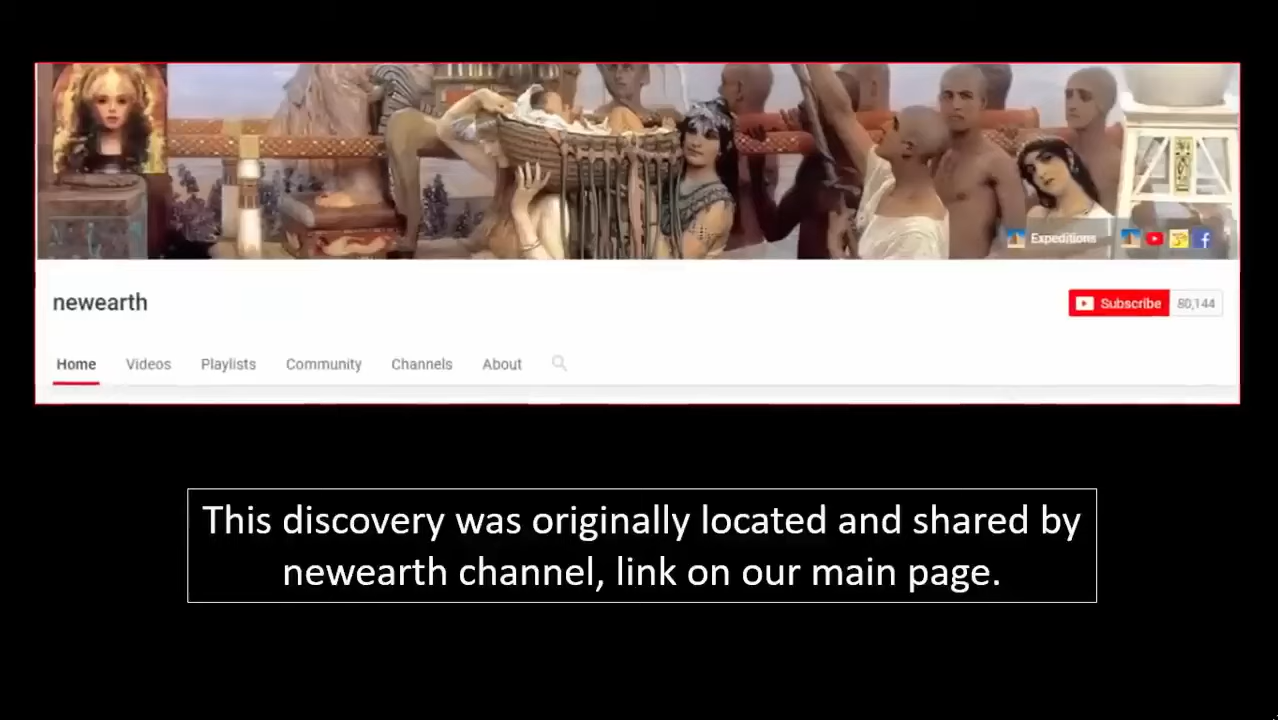 Expeditions
newearth
Subscribe 80,144
Home Videos Playlists Community Channels About
This discovery was originally located and shared by
newearth channel, link on our main page.